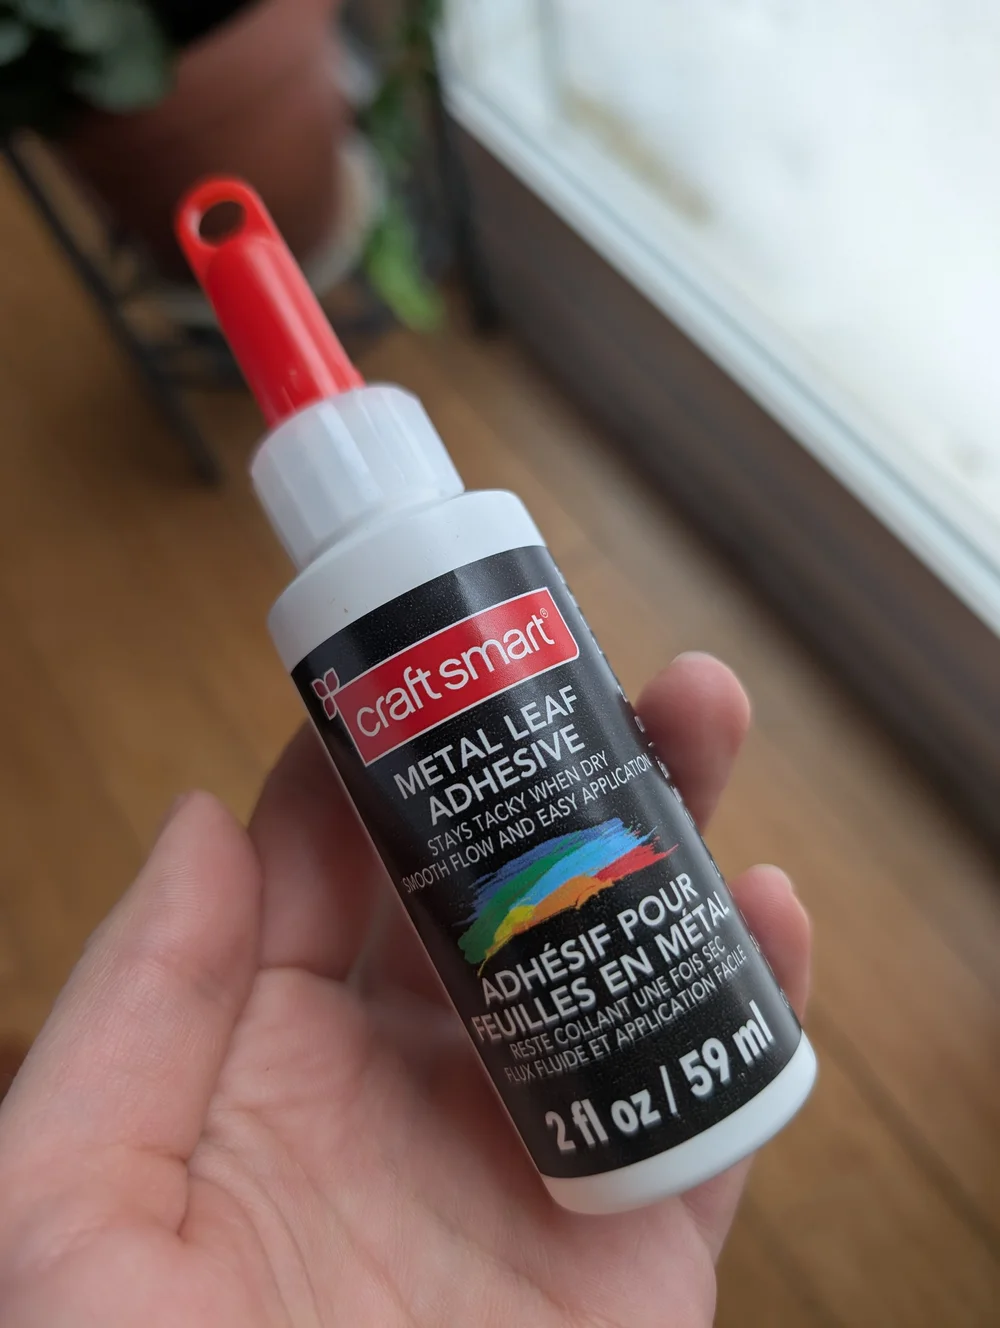 craft smart®
METAL LEAF
ADHESIVE
STAYS TACKY WHEN DRY
SMOOTH FLOW AND EASY APPLICATION
ADHÉSIF POUR
FEUILLES EN MÉTAL
RESTE COLLANT UNE FOIS SEC
FLUX FLUIDE ET APPLICATION FACILE
2 fl oz / 59 ml